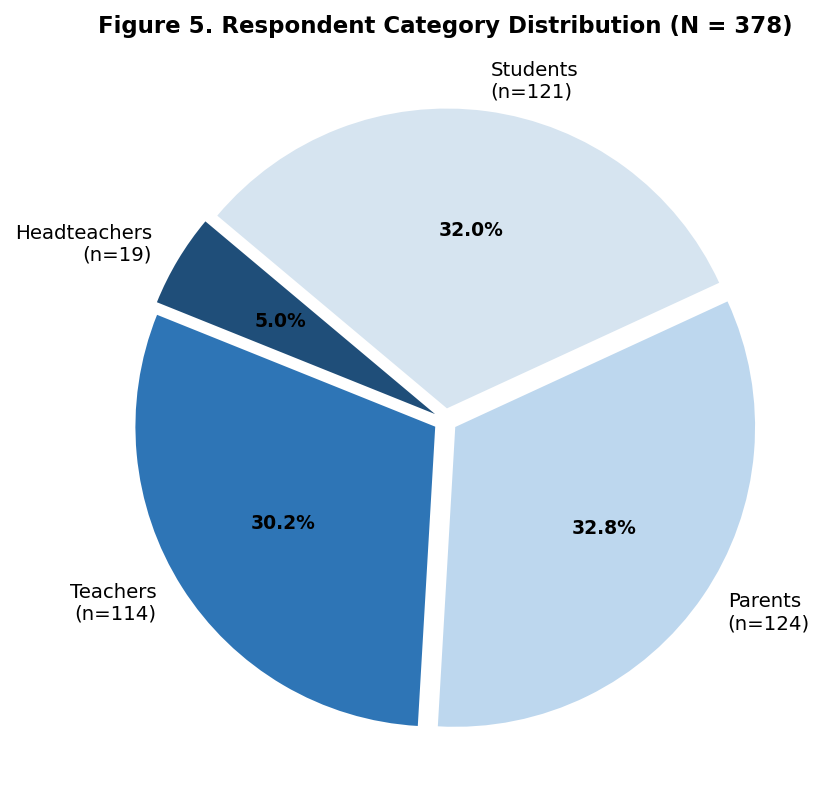 Figure 5. Respondent Category Distribution (N = 378)
Students
(n=121)
32.0%
Headteachers
(n=19)
5.0%
30.2%
32.8%
Teachers
(n=114)
Parents
(n=124)